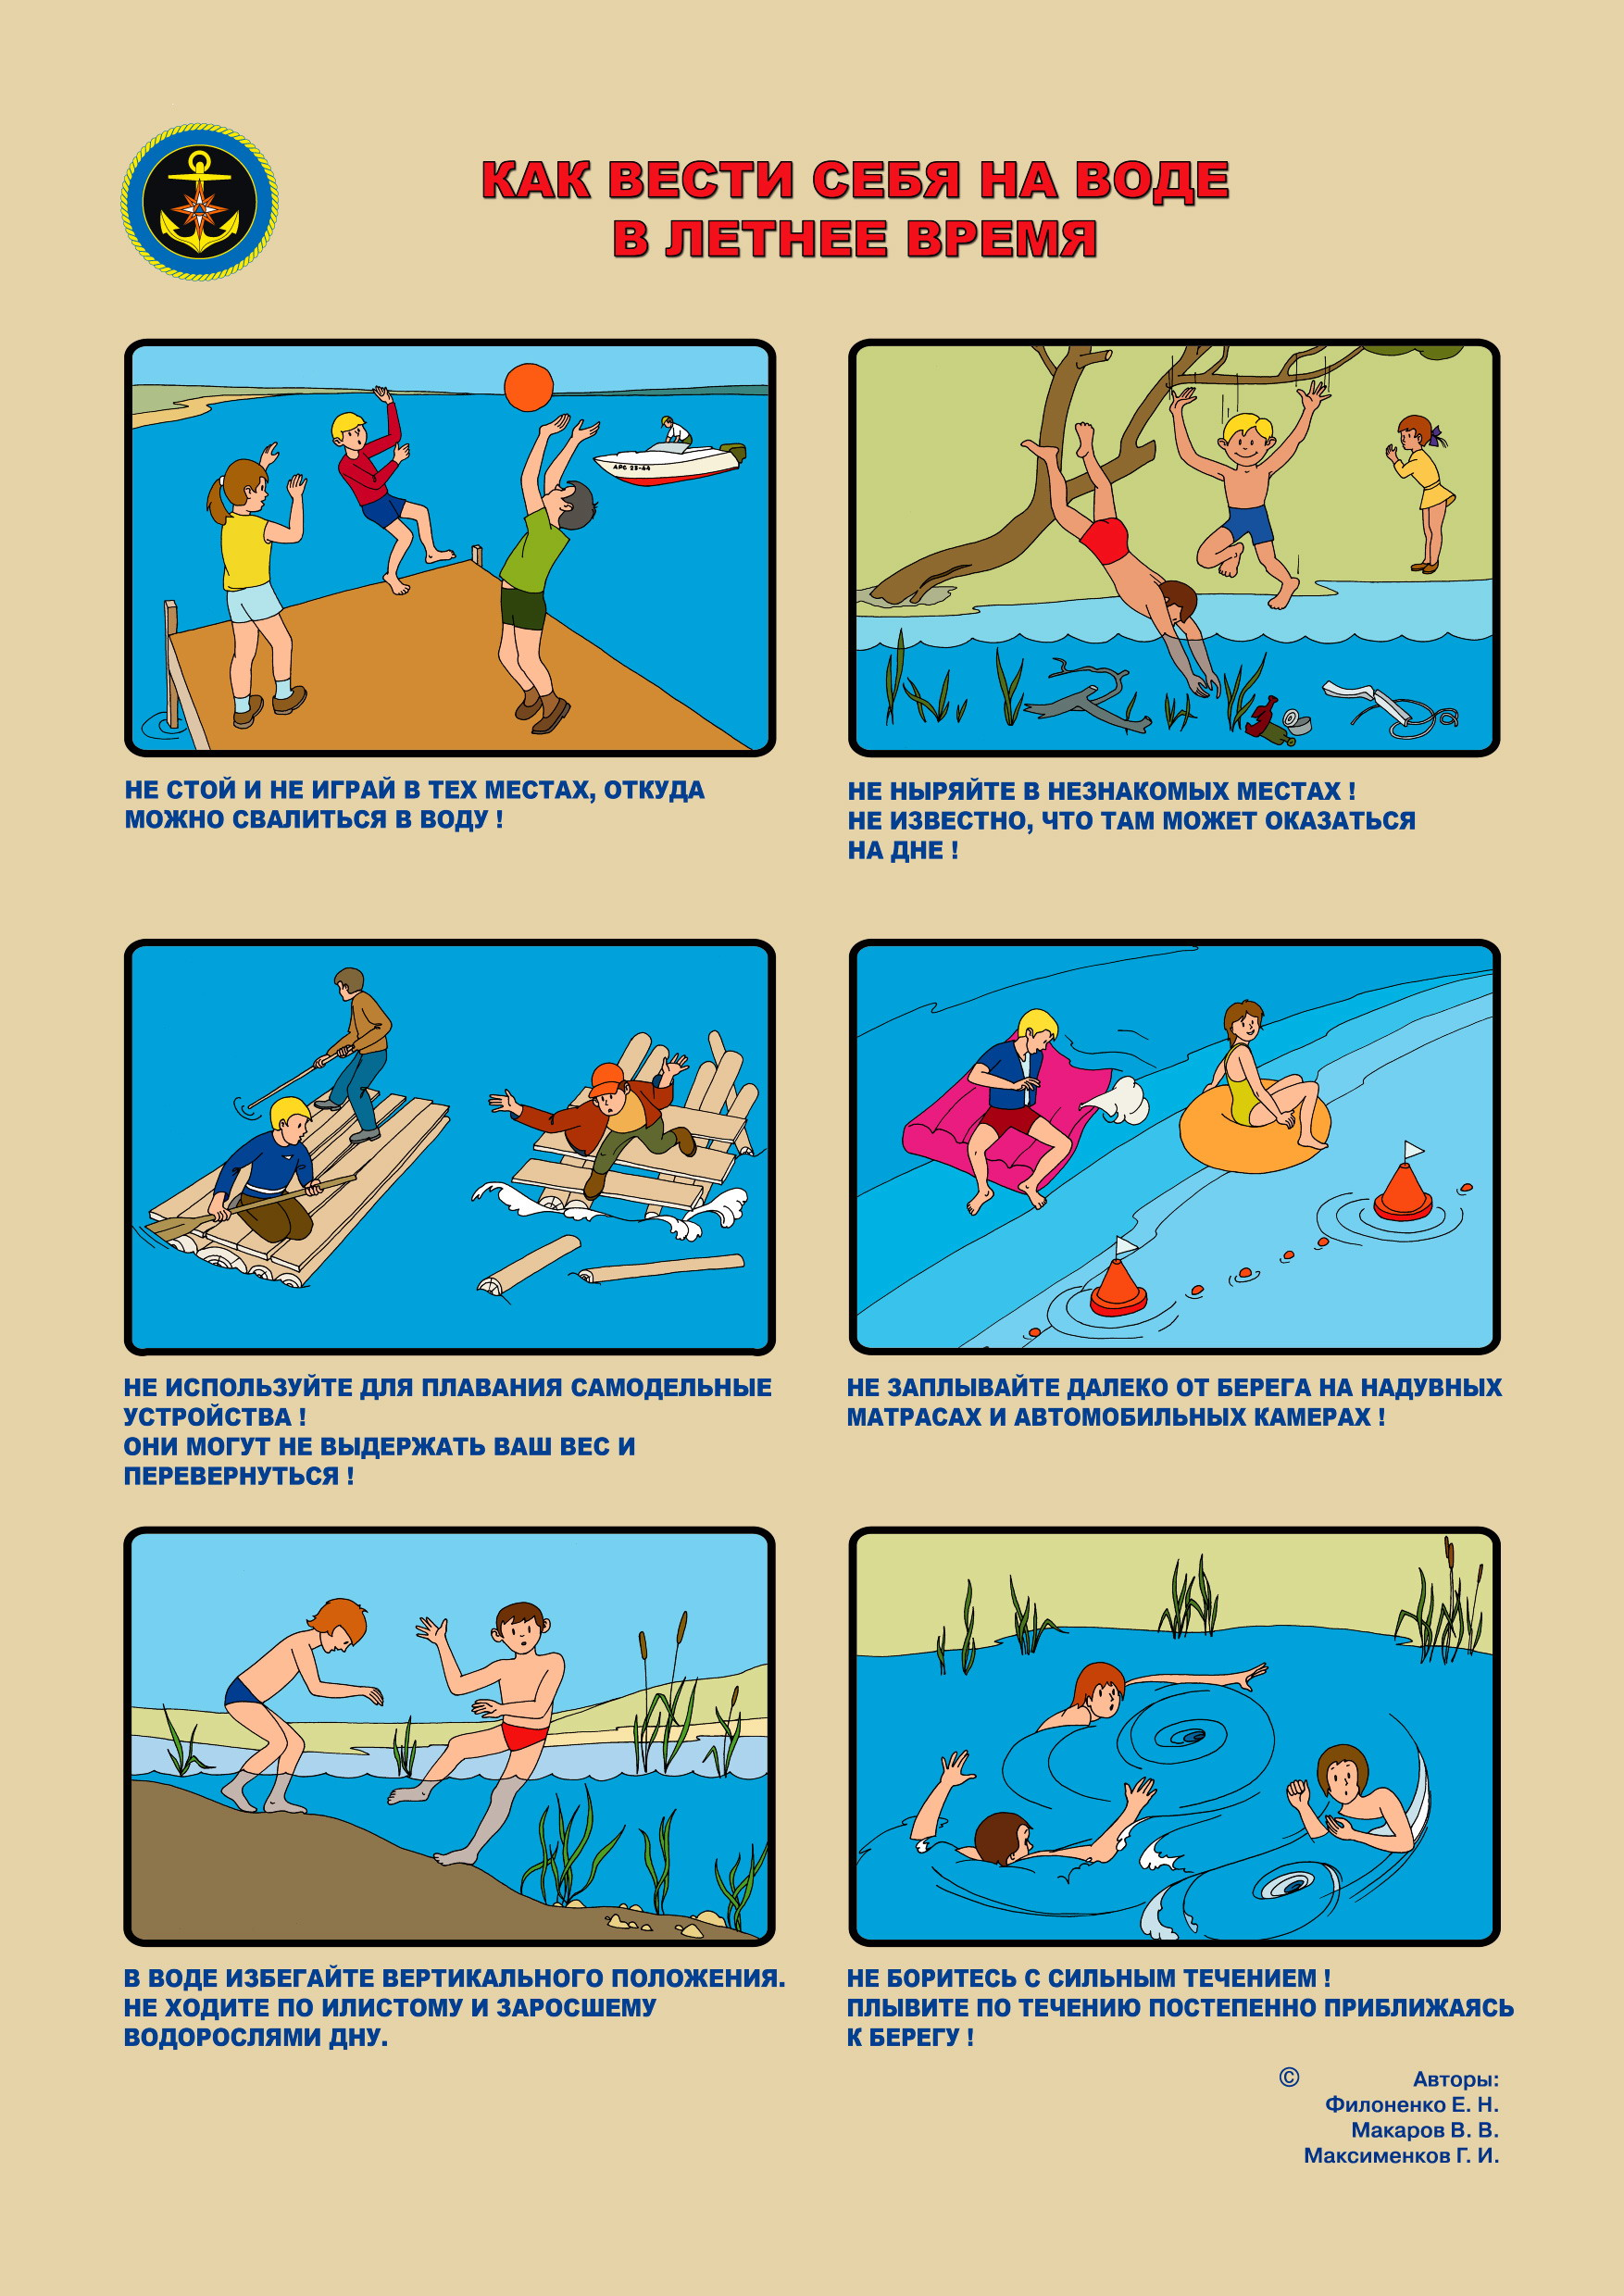 КАК ВЕСТИ СЕБЯ НА ВОДЕ
В ЛЕТНЕЕ ВРЕМЯ
АРС 23-64
НЕ СТОЙ И НЕ ИГРАЙ В ТЕХ МЕСТАХ, ОТКУДА
МОЖНО СВАЛИТЬСЯ В ВОДУ !
НЕ НЫРЯЙТЕ В НЕЗНАКОМЫХ МЕСТАХ !
НЕ ИЗВЕСТНО, ЧТО ТАМ МОЖЕТ ОКАЗАТЬСЯ
НА ДНЕ !
НЕ ИСПОЛЬЗУЙТЕ ДЛЯ ПЛАВАНИЯ САМОДЕЛЬНЫЕ
УСТРОЙСТВА !
ОНИ МОГУТ НЕ ВЫДЕРЖАТЬ ВАШ ВЕС И
ПЕРЕВЕРНУТЬСЯ !
НЕ ЗАПЛЫВАЙТЕ ДАЛЕКО ОТ БЕРЕГА НА НАДУВНЫХ
МАТРАСАХ И АВТОМОБИЛЬНЫХ КАМЕРАХ !
В ВОДЕ ИЗБЕГАЙТЕ ВЕРТИКАЛЬНОГО ПОЛОЖЕНИЯ.
НЕ ХОДИТЕ ПО ИЛИСТОМУ И ЗАРОСШЕМУ
ВОДОРОСЛЯМИ ДНУ.
НЕ БОРИТЕСЬ С СИЛЬНЫМ ТЕЧЕНИЕМ !
ПЛЫВИТЕ ПО ТЕЧЕНИЮ ПОСТЕПЕННО ПРИБЛИЖАЯСЬ
К БЕРЕГУ !
© Авторы:
Филоненко Е. Н.
Макаров В. В.
Максименков Г. И.